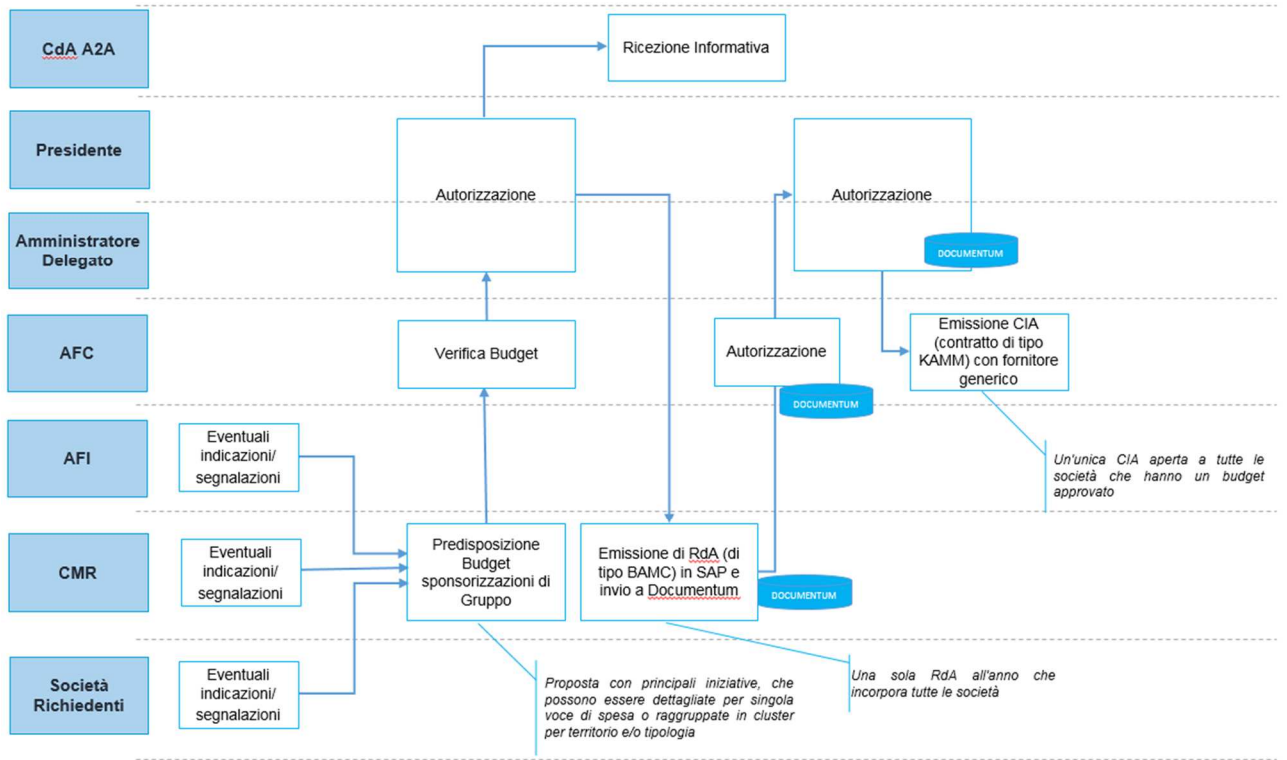 CdA A2A
Ricezione Informativa
Presidente
Autorizzazione
Autorizzazione
Amministratore
Delegato
DOCUMENTUM
AFC
Verifica Budget
Autorizzazione
DOCUMENTUM
Emissione CIA
(contratto di tipo
KAMM) con fornitore
generico
AFI
Eventuali
indicazioni/
segnalazioni
Un'unica CIA aperta a tutte le
società che hanno un budget
approvato
CMR
Eventuali
indicazioni/
segnalazioni
Predisposizione
Budget
sponsorizzazioni di
Gruppo
Emissione di RdA (di
tipo BAMC) in SAP e
invio a Documentum
DOCUMENTUM
Società
Richiedenti
Eventuali
indicazioni/
segnalazioni
Proposta con principali iniziative, che
possono essere dettagliate per singola
voce di spesa o raggruppate in cluster
per territorio e/o tipologia
Una sola RdA all'anno che
incorpora tutte le società